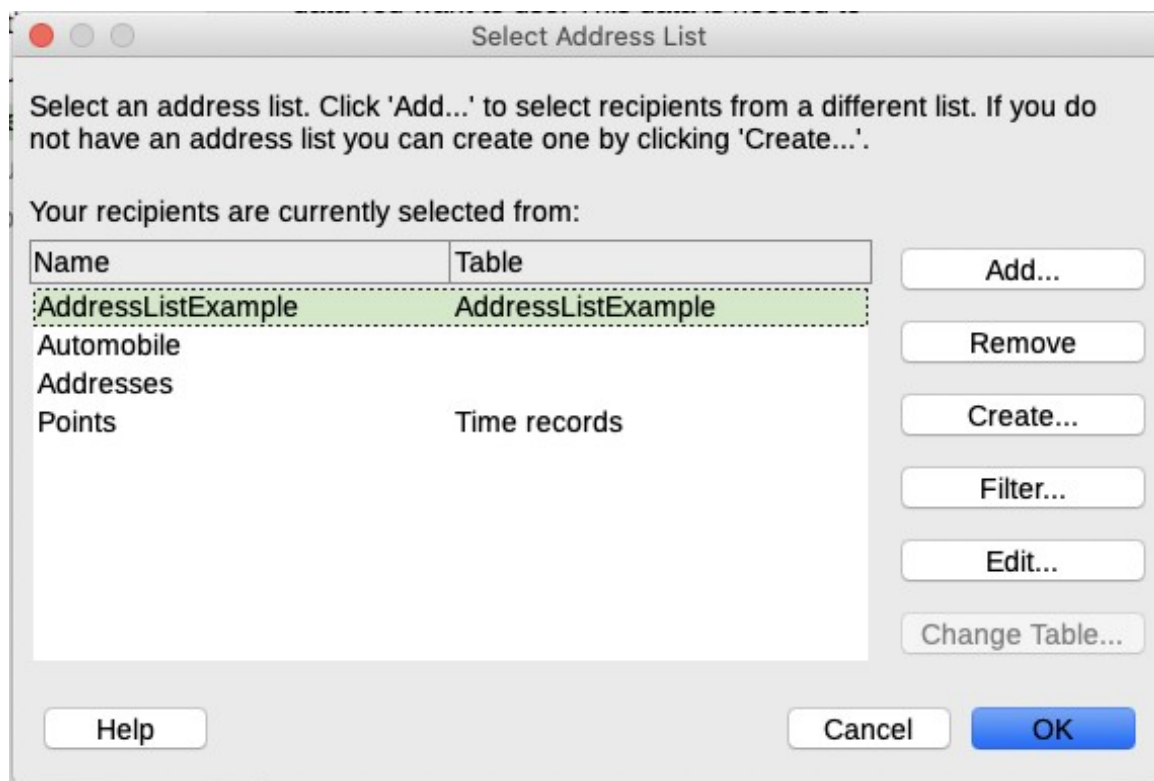 Select Address List
Select an address list. Click 'Add...' to select recipients from a different list. If you do
not have an address list you can create one by clicking 'Create...'.
Your recipients are currently selected from:
Name Table
AddressListExample AddressListExample
Automobile
Addresses
Points Time records
Add...
Remove
Create...
Filter...
Edit...
Change Table...
Help Cancel OK